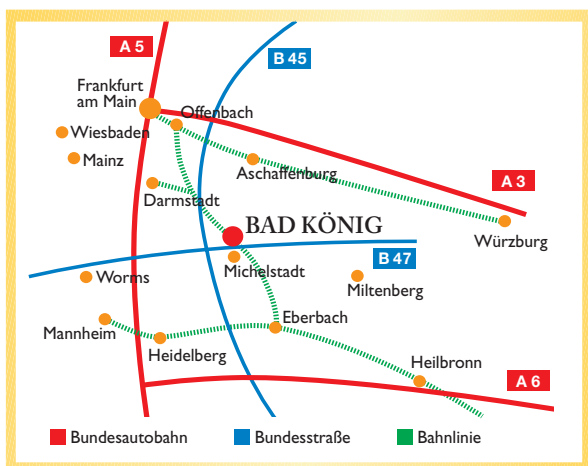 A 5
B 45
Frankfurt
am Main
Offenbach
Wiesbaden
Mainz
Aschaffenburg
A 3
Darmstadt
BAD KÖNIG
Würzburg
B 47
Michelstadt
Worms
Miltenberg
Eberbach
Mannheim
Heidelberg
Heilbronn
A 6
Bundesautobahn
Bundesstraße
Bahnlinie